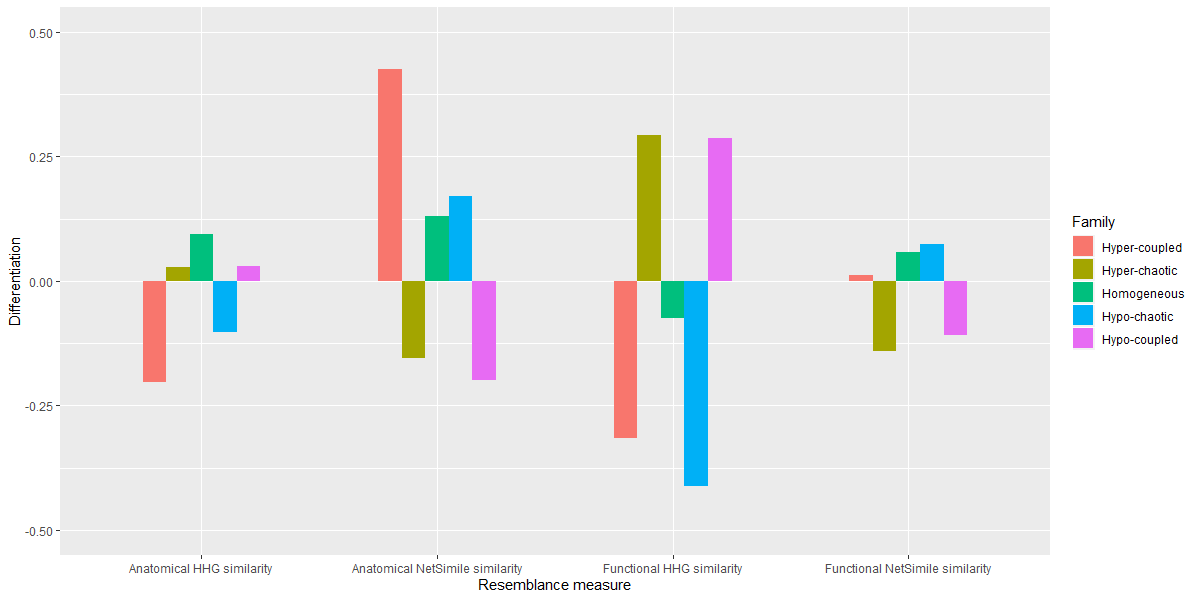 Differentiation
0.50
0.25
0.00
-0.25
-0.50
Anatomical HHG similarity
Anatomical NetSimile similarity
Functional HHG similarity
Functional NetSimile similarity
Resemblance measure
Family
Hyper-coupled
Hyper-chaotic
Homogeneous
Hypo-chaotic
Hypo-coupled